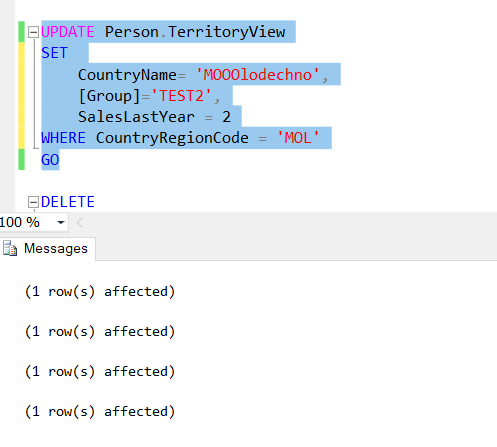 UPDATE Person.TerritoryView
SET
CountryName= 'MOOOlodechno',
[Group]='TEST2',
SalesLastYear = 2
WHERE CountryRegionCode = 'MOL'
GO
DELETE
100 %
Messages
(1 row(s) affected)
(1 row(s) affected)
(1 row(s) affected)
(1 row(s) affected)